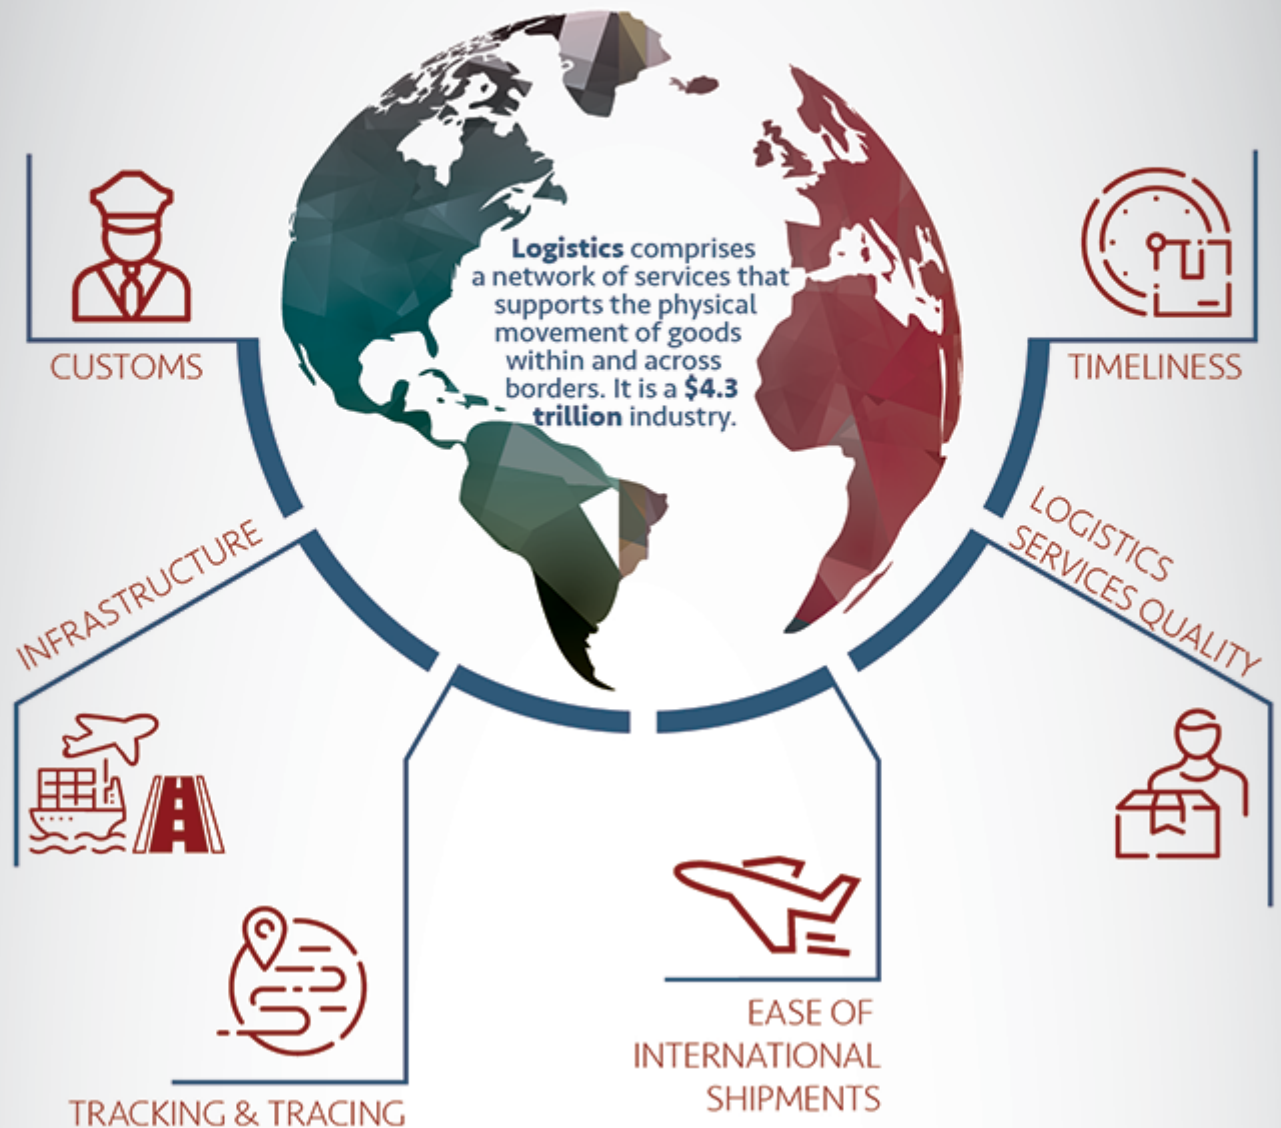 Logistics comprises
a network of services that
supports the physical
movement of goods
within and across
borders. It is a $4.3
trillion industry.
CUSTOMS
TIMELINESS
INFRASTRUCTURE
LOGISTICS
SERVICES QUALITY
TRACKING & TRACING
EASE OF
INTERNATIONAL
SHIPMENTS